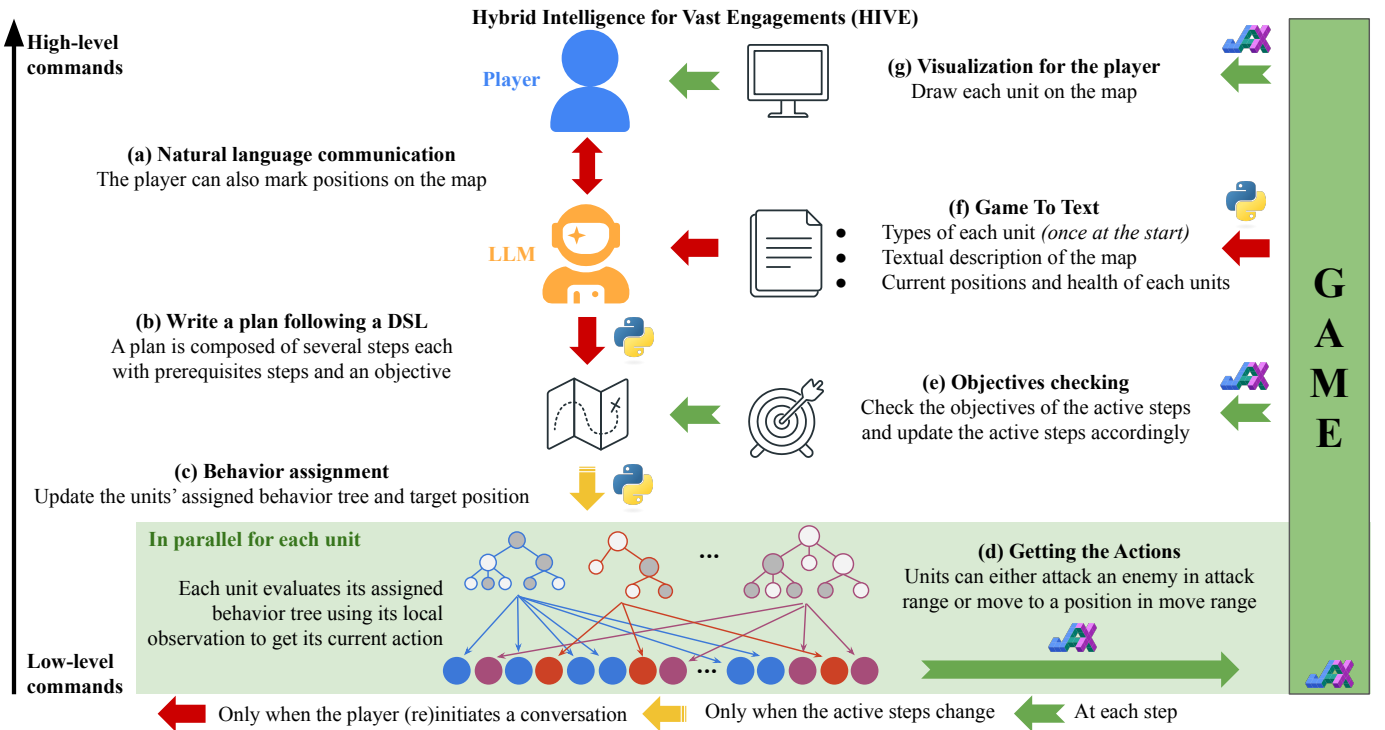 Hybrid Intelligence for Vast Engagements (HIVE)
High-level
commands
Player
(g) Visualization for the player
Draw each unit on the map
JAX
(a) Natural language communication
The player can also mark positions on the map
LLM
(f) Game To Text
● Types of each unit (once at the start)
● Textual description of the map
● Current positions and health of each units
(b) Write a plan following a DSL
A plan is composed of several steps each
with prerequisites steps and an objective
(e) Objectives checking
Check the objectives of the active steps
and update the active steps accordingly
JAX
G
A
M
E
(c) Behavior assignment
Update the units' assigned behavior tree and target position
In parallel for each unit
Each unit evaluates its assigned
behavior tree using its local
observation to get its current action
...
...
(d) Getting the Actions
Units can either attack an enemy in attack
range or move to a position in move range
JAX
JAX
Low-level
commands
Only when the player (re)initiates a conversation
Only when the active steps change
At each step